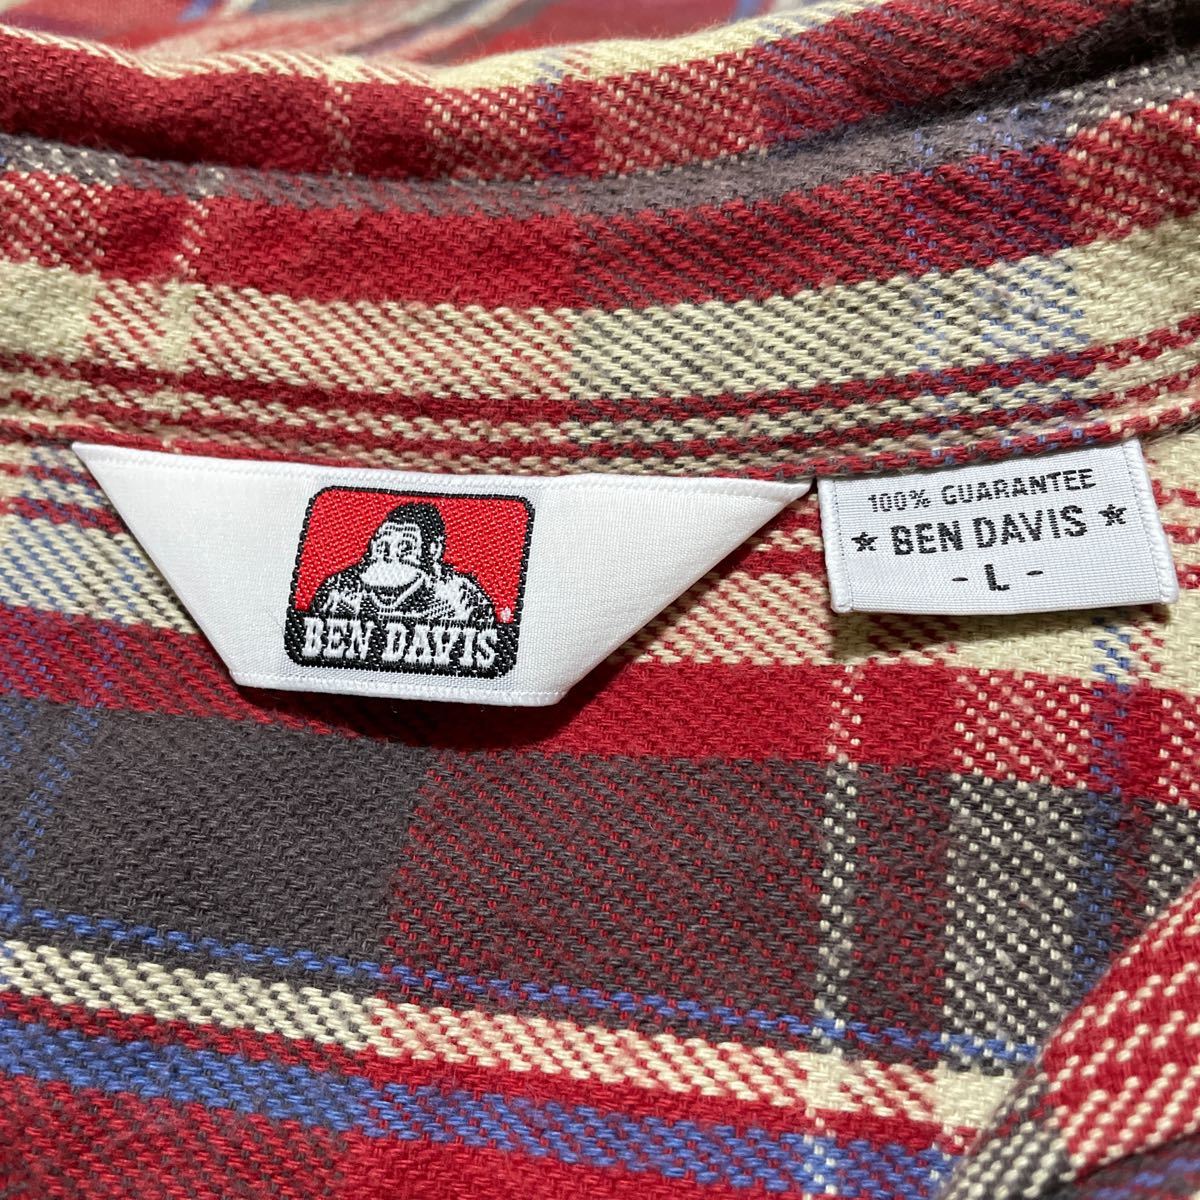 BEN DAVIS
®
100% GUARANTEE
★ BEN DAVIS ★
- L -